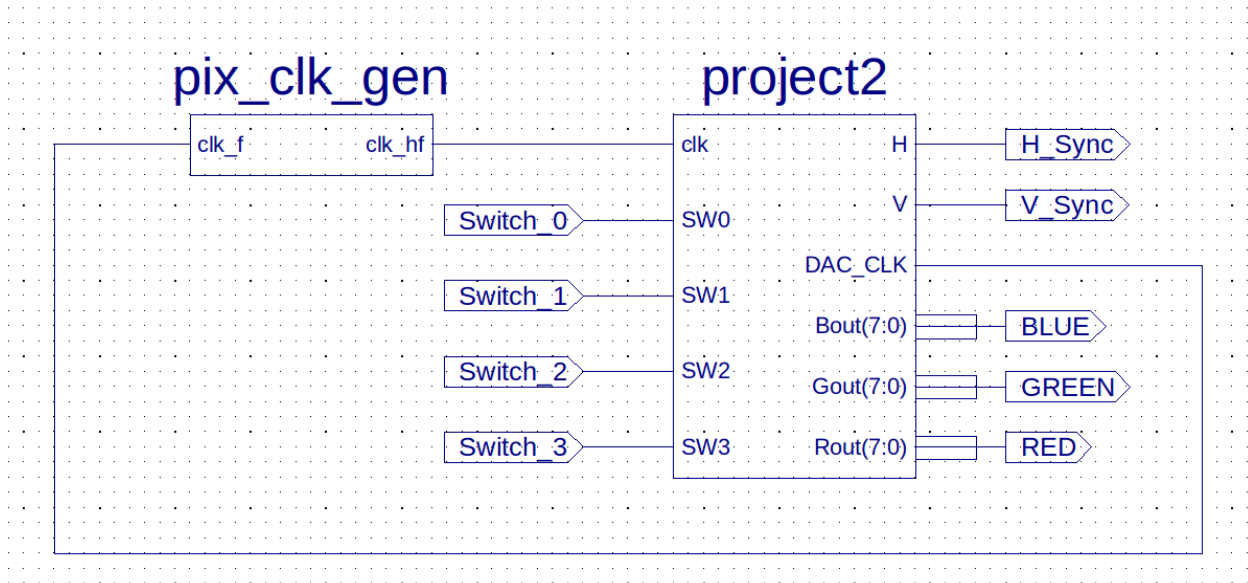 pix_clk_gen
clk_f
clk_hf
Switch_0
Switch_1
Switch_2
Switch_3
project2
clk
SW0
SW1
SW2
SW3
H
V
DAC_CLK
Bout(7:0)
Gout(7:0)
Rout(7:0)
H_Sync
V_Sync
BLUE
GREEN
RED